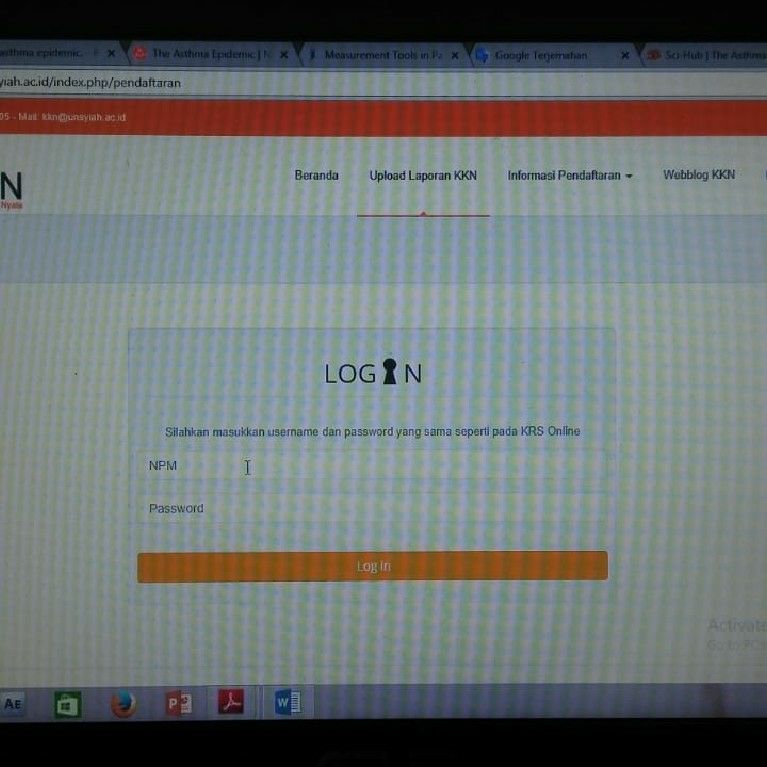 asthma epidemic.
The Asthma Epidemic | N
Measurement Tools in Pa
Google Terjemahan
Sci-Hub | The Asthma
yiah.ac.id/index.php/pendaftaran
05 - Mail: kkn@unsyiah.ac.id
N
Nyata
Beranda
Upload Laporan KKN
Informasi Pendaftaran
Webblog KKN
LOGIN
Silahkan masukkan username dan password yang sama seperti pada KRS Online
NPM
Password
Log In
Activate
Go to PC
Ae
P
W